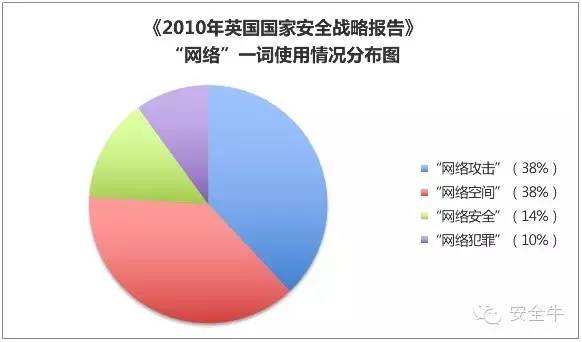 《2010年英国国家安全战略报告》
“网络”一词使用情况分布图
“网络攻击”（38%）
“网络空间”（38%）
“网络安全”（14%）
“网络犯罪”（10%）
安全牛